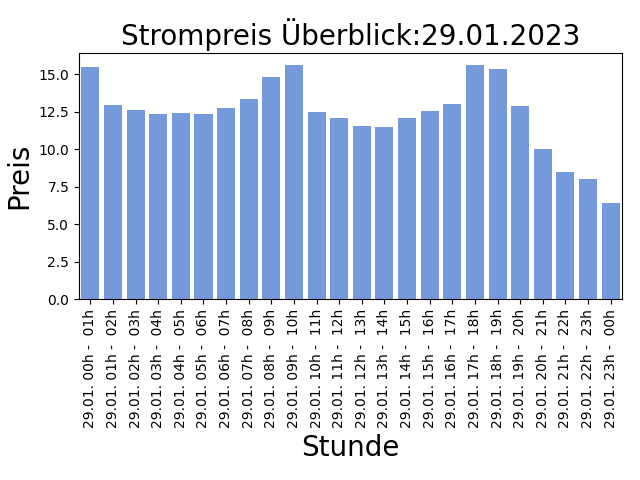 Strompreis Überblick:29.01.2023
Preis
15.0
12.5
10.0
7.5
5.0
2.5
0.0
29.01. 00h - 01h
29.01. 01h - 02h
29.01. 02h - 03h
29.01. 03h - 04h
29.01. 04h - 05h
29.01. 05h - 06h
29.01. 06h - 07h
29.01. 07h - 08h
29.01. 08h - 09h
29.01. 09h - 10h
29.01. 10h - 11h
29.01. 11h - 12h
29.01. 12h - 13h
29.01. 13h - 14h
29.01. 14h - 15h
29.01. 15h - 16h
29.01. 16h - 17h
29.01. 17h - 18h
29.01. 18h - 19h
29.01. 19h - 20h
29.01. 20h - 21h
29.01. 21h - 22h
29.01. 22h - 23h
29.01. 23h - 00h
Stunde